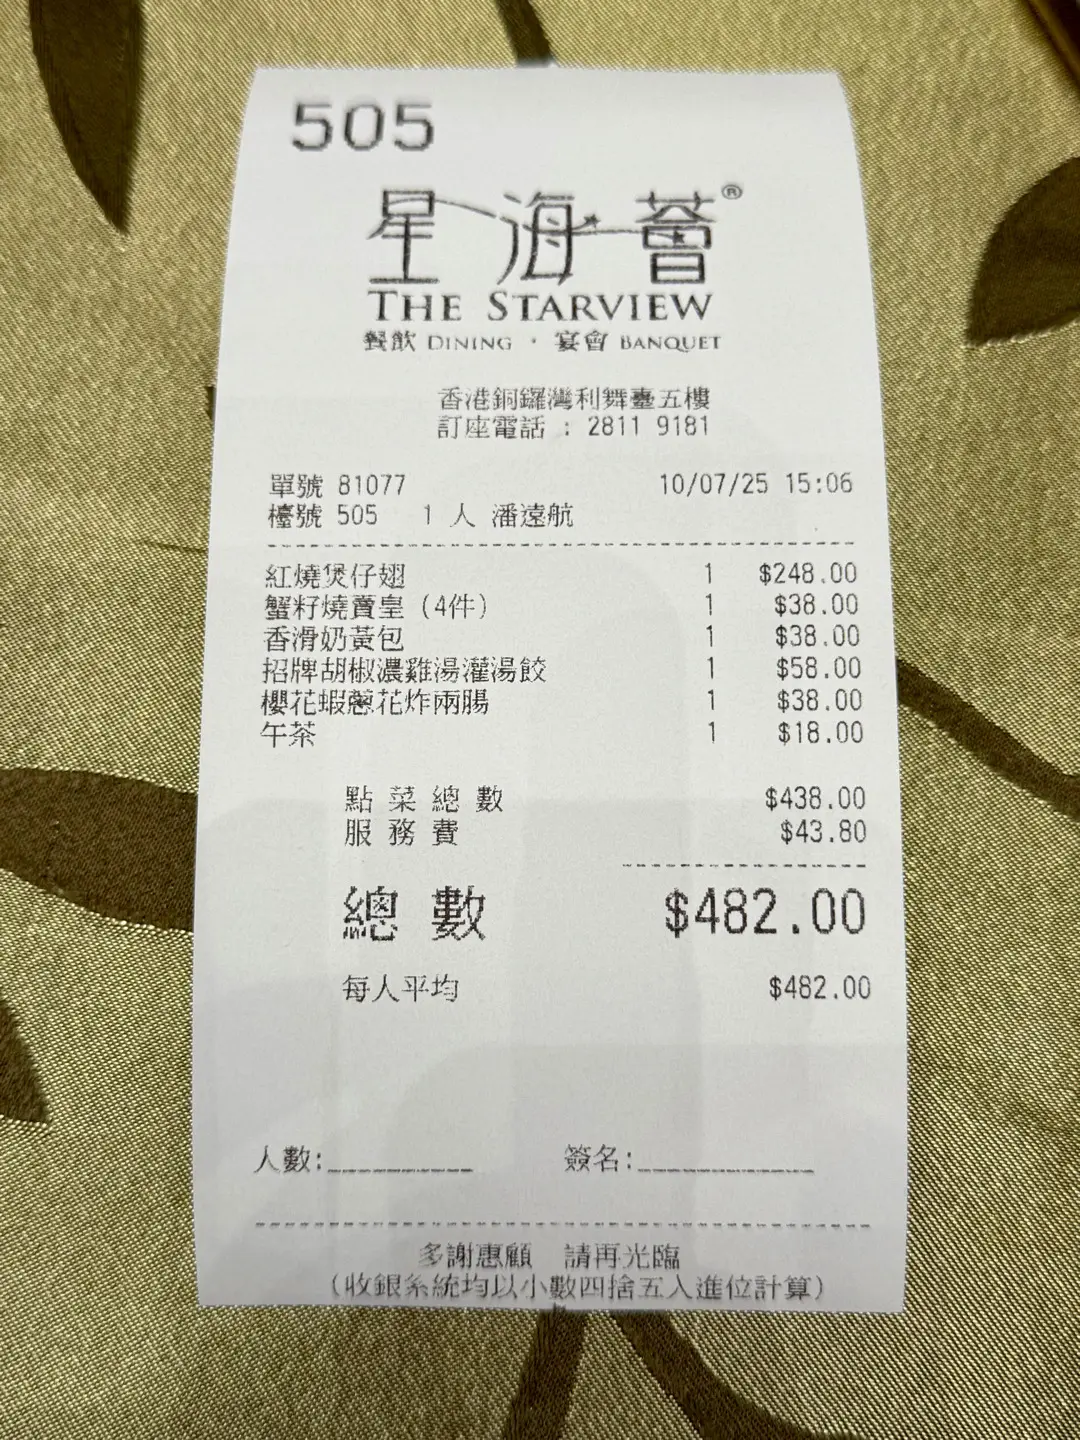 505
星海薈®
THE STARVIEW
餐飲 DINING · 宴會 BANQUET
香港銅鑼灣利舞臺五樓
訂座電話 : 2811 9181
單號 81077 10/07/25 15:06
檯號 505 1 人 潘遠航
紅燒煲仔翅 1 $248.00
蟹籽燒賣皇 (4件) 1 $38.00
香滑奶黃包 1 $38.00
招牌胡椒濃雞湯灌湯餃 1 $58.00
櫻花蝦蔥花炸兩腸 1 $38.00
午茶 1 $18.00
點菜總數 $438.00
服務費 $43.80
總數 $482.00
每人平均 $482.00
人數:__________ 簽名:____________
多謝惠顧 請再光臨
(收銀系統均以小數四捨五入進位計算)